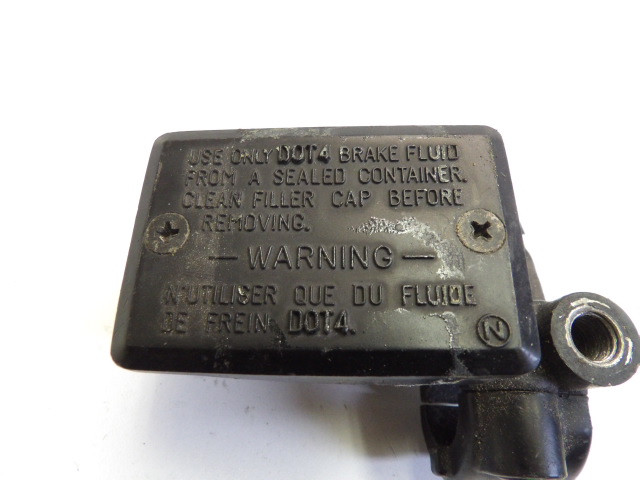 USE ONLY DOT4 BRAKE FLUID
FROM A SEALED CONTAINER.
CLEAN FILLER CAP BEFORE
REMOVING.
— WARNING —
N'UTILISER QUE DU FLUIDE
DE FREIN DOT4.
N